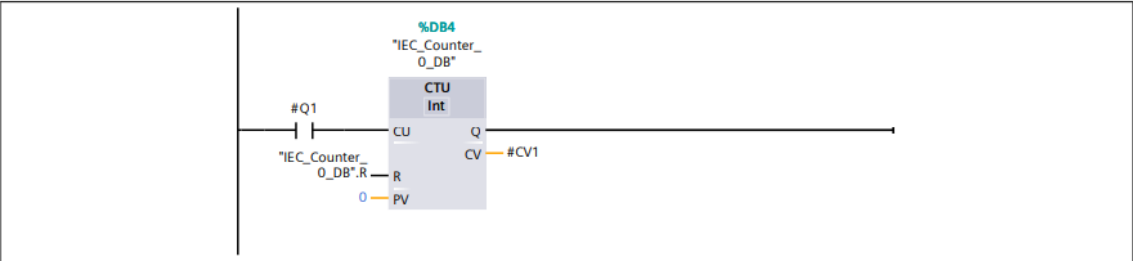 %DB4
"IEC_Counter_
0_DB"
CTU
Int
#Q1
CU
Q
CV
#CV1
"IEC_Counter_
0_DB".R
R
0
PV